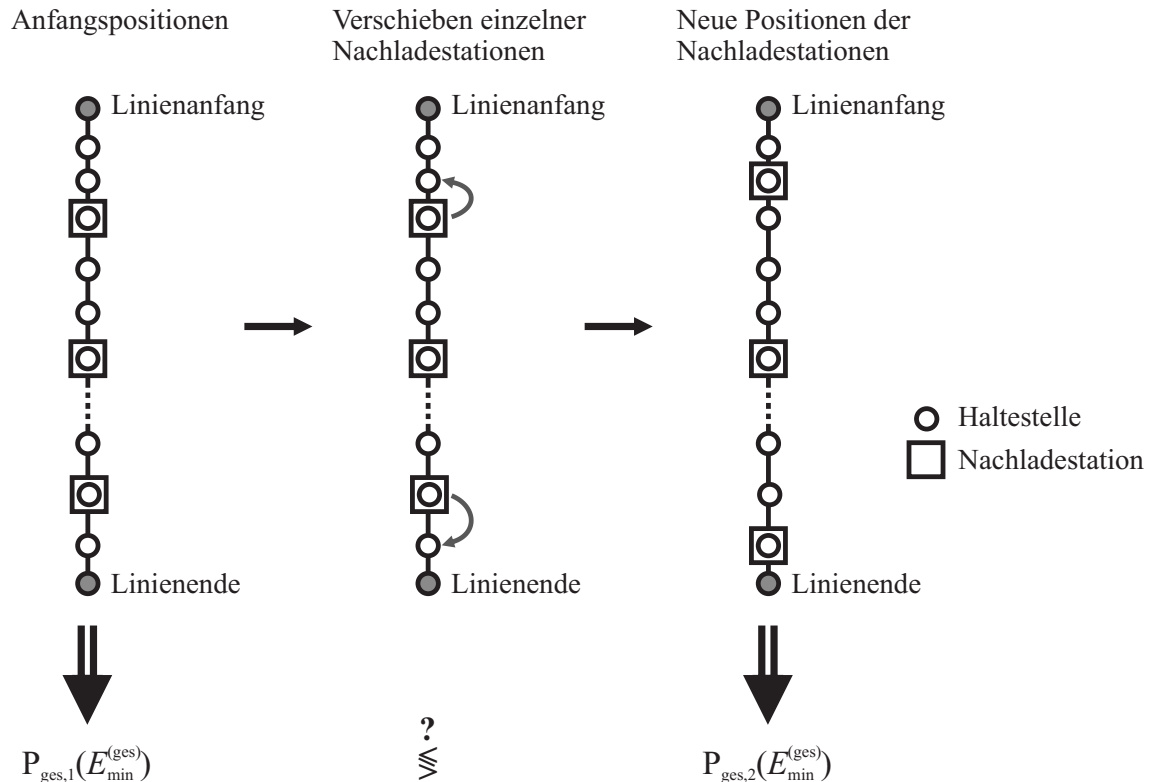 Anfangspositionen
Verschieben einzelner
Nachladestationen
Neue Positionen der
Nachladestationen
Linienanfang
Linienanfang
Linienanfang
Haltestelle
Nachladestation
Linienende
Linienende
Linienende
P_ges,1(E_min^(ges))
?
⋚
P_ges,2(E_min^(ges))